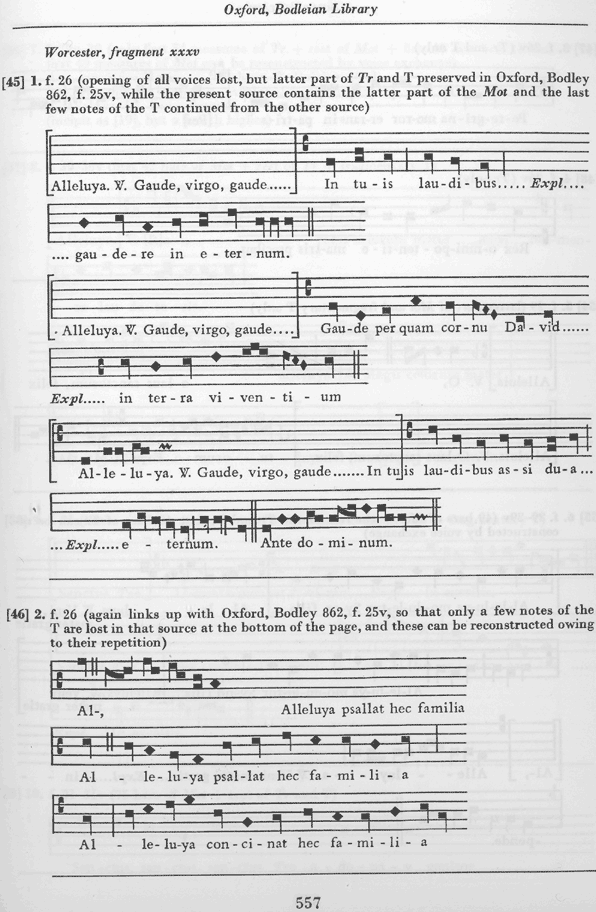 Oxford, Bodleian Library
Worcester, fragment xxxv
[45] 1. f. 26 (opening of all voices lost, but latter part of Tr and T preserved in Oxford, Bodley
862, f. 25v, while the present source contains the latter part of the Mot and the last
few notes of the T continued from the other source)
Alleluya. V. Gaude, virgo, gaude..... In tu - is lau - di - bus..... Expl....
.... gau - de - re in e - ter - num.
Alleluya. V. Gaude, virgo, gaude.... Gau - de per quam cor - nu Da - vid......
Expl..... in ter - ra vi - ven - ti - um
Al - le - lu - ya. V. Gaude, virgo, gaude....... In tu is lau - di - bus as - si du - a ...
...Expl.....e - ternum. Ante do - mi - num.
[46] 2. f. 26 (again links up with Oxford, Bodley 862, f. 25v, so that only a few notes of the
T are lost in that source at the bottom of the page, and these can be reconstructed owing
to their repetition)
Al-, Alleluya psallat hec familia
Al - le - lu - ya psal - lat hec fa - mi - li - a
Al - le - lu - ya con - ci - nat hec fa - mi - li - a
557